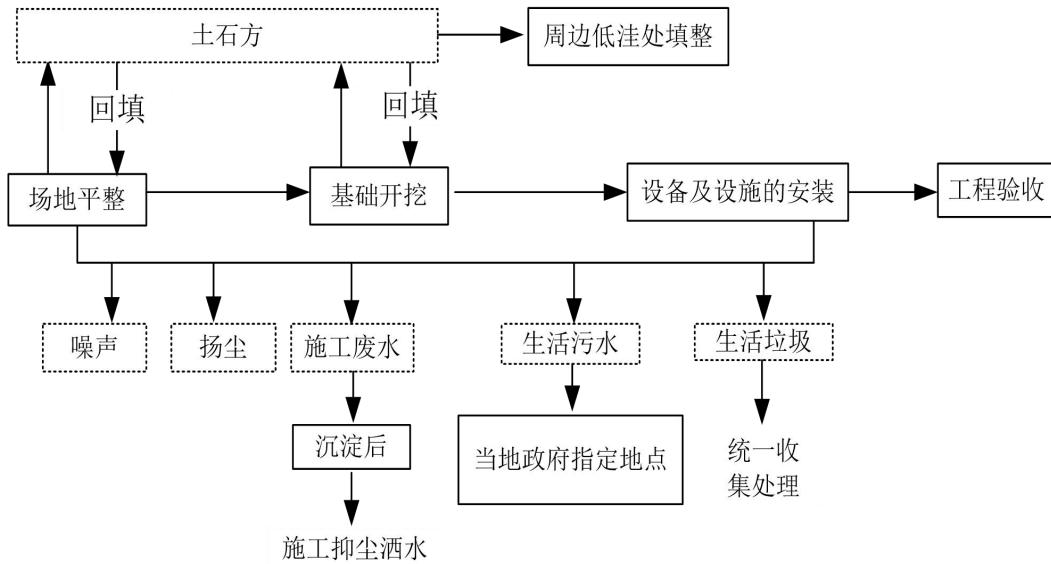 土石方
周边低洼处填整
回填
回填
场地平整
基础开挖
设备及设施的安装
工程验收
噪声
扬尘
施工废水
生活污水
生活垃圾
沉淀后
当地政府指定地点
统一收
集处理
施工抑尘洒水